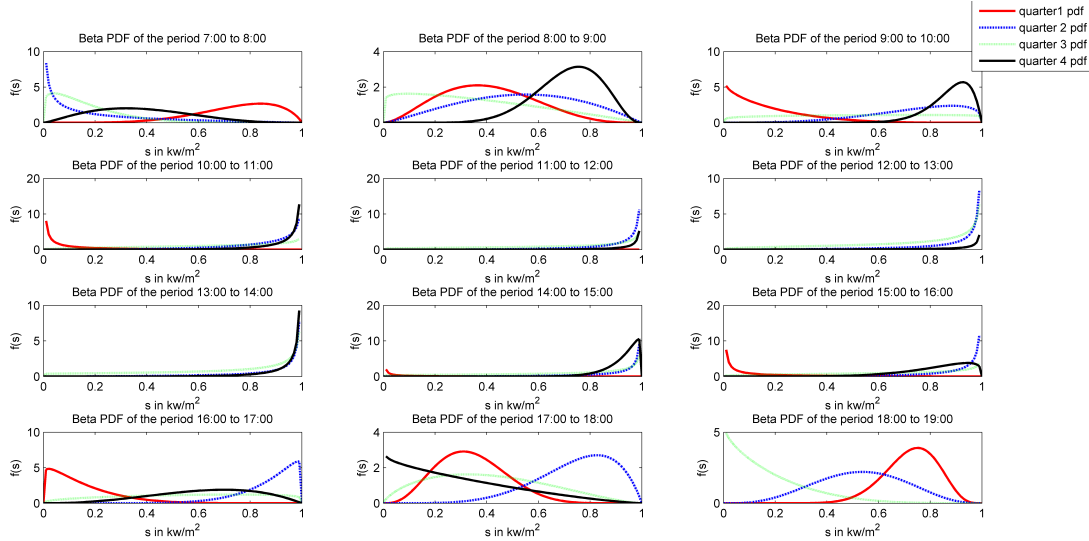 quarter1 pdf
quarter 2 pdf
quarter 3 pdf
quarter 4 pdf
Beta PDF of the period 7:00 to 8:00
f(s)
10
5
0
0 0.2 0.4 0.6 0.8 1
s in kw/m²
Beta PDF of the period 8:00 to 9:00
f(s)
4
2
0
0 0.2 0.4 0.6 0.8 1
s in kw/m²
Beta PDF of the period 9:00 to 10:00
f(s)
10
5
0
0 0.2 0.4 0.6 0.8 1
s in kw/m²
Beta PDF of the period 10:00 to 11:00
f(s)
20
10
0
0 0.2 0.4 0.6 0.8 1
s in kw/m²
Beta PDF of the period 11:00 to 12:00
f(s)
20
10
0
0 0.2 0.4 0.6 0.8 1
s in kw/m²
Beta PDF of the period 12:00 to 13:00
f(s)
10
5
0
0 0.2 0.4 0.6 0.8 1
s in kw/m²
Beta PDF of the period 13:00 to 14:00
f(s)
10
5
0
0 0.2 0.4 0.6 0.8 1
s in kw/m²
Beta PDF of the period 14:00 to 15:00
f(s)
20
10
0
0 0.2 0.4 0.6 0.8 1
s in kw/m²
Beta PDF of the period 15:00 to 16:00
f(s)
20
10
0
0 0.2 0.4 0.6 0.8 1
s in kw/m²
Beta PDF of the period 16:00 to 17:00
f(s)
10
5
0
0 0.2 0.4 0.6 0.8 1
s in kw/m²
Beta PDF of the period 17:00 to 18:00
f(s)
4
2
0
0 0.2 0.4 0.6 0.8 1
s in kw/m²
Beta PDF of the period 18:00 to 19:00
f(s)
5
0
0 0.2 0.4 0.6 0.8 1
s in kw/m²